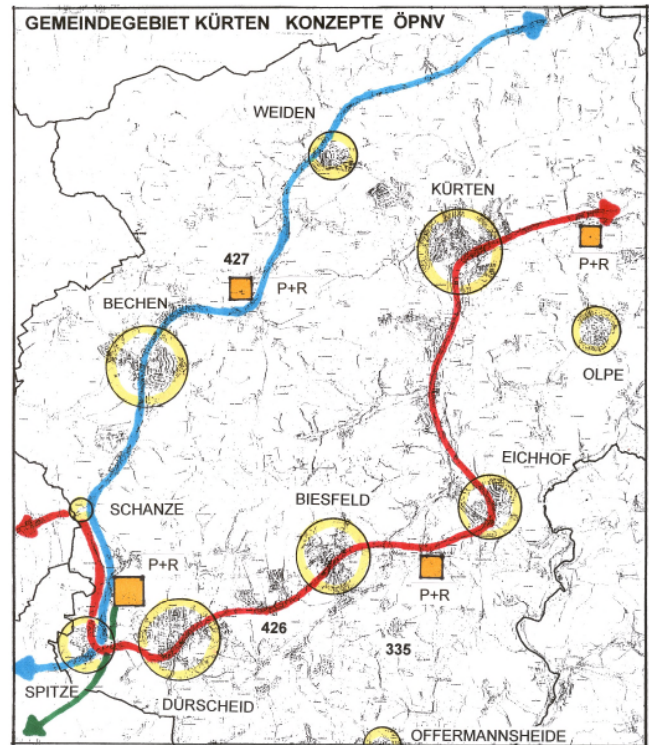 GEMEINDEGEBIET KÜRTEN KONZEPTE ÖPNV
WEIDEN
KÜRTEN
427
P+R
P+R
BECHEN
OLPE
EICHHOF
BIESFELD
SCHANZE
P+R
P+R
426
335
SPITZE
DÜRSCHEID
OFFERMANNSHEIDE